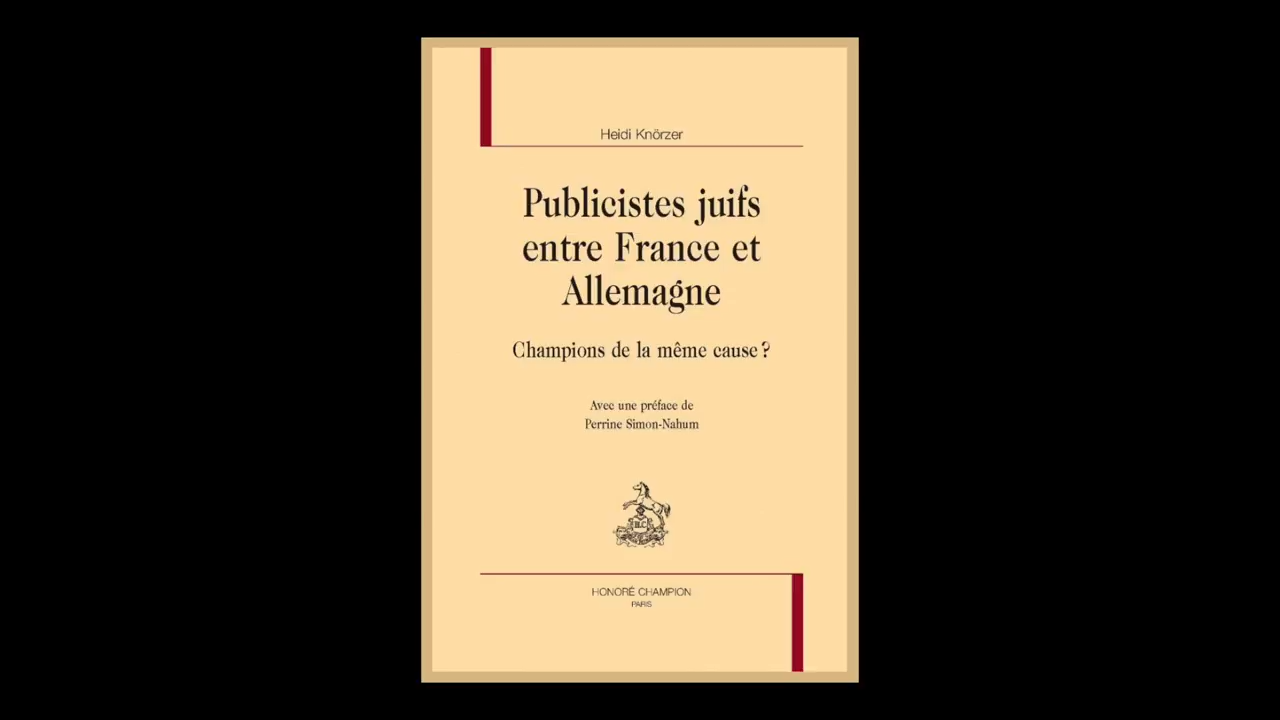 Heidi Knörzer
Publicistes juifs
entre France et
Allemagne
Champions de la même cause ?
Avec une préface de
Perrine Simon-Nahum
H.C
HONORÉ CHAMPION
PARIS